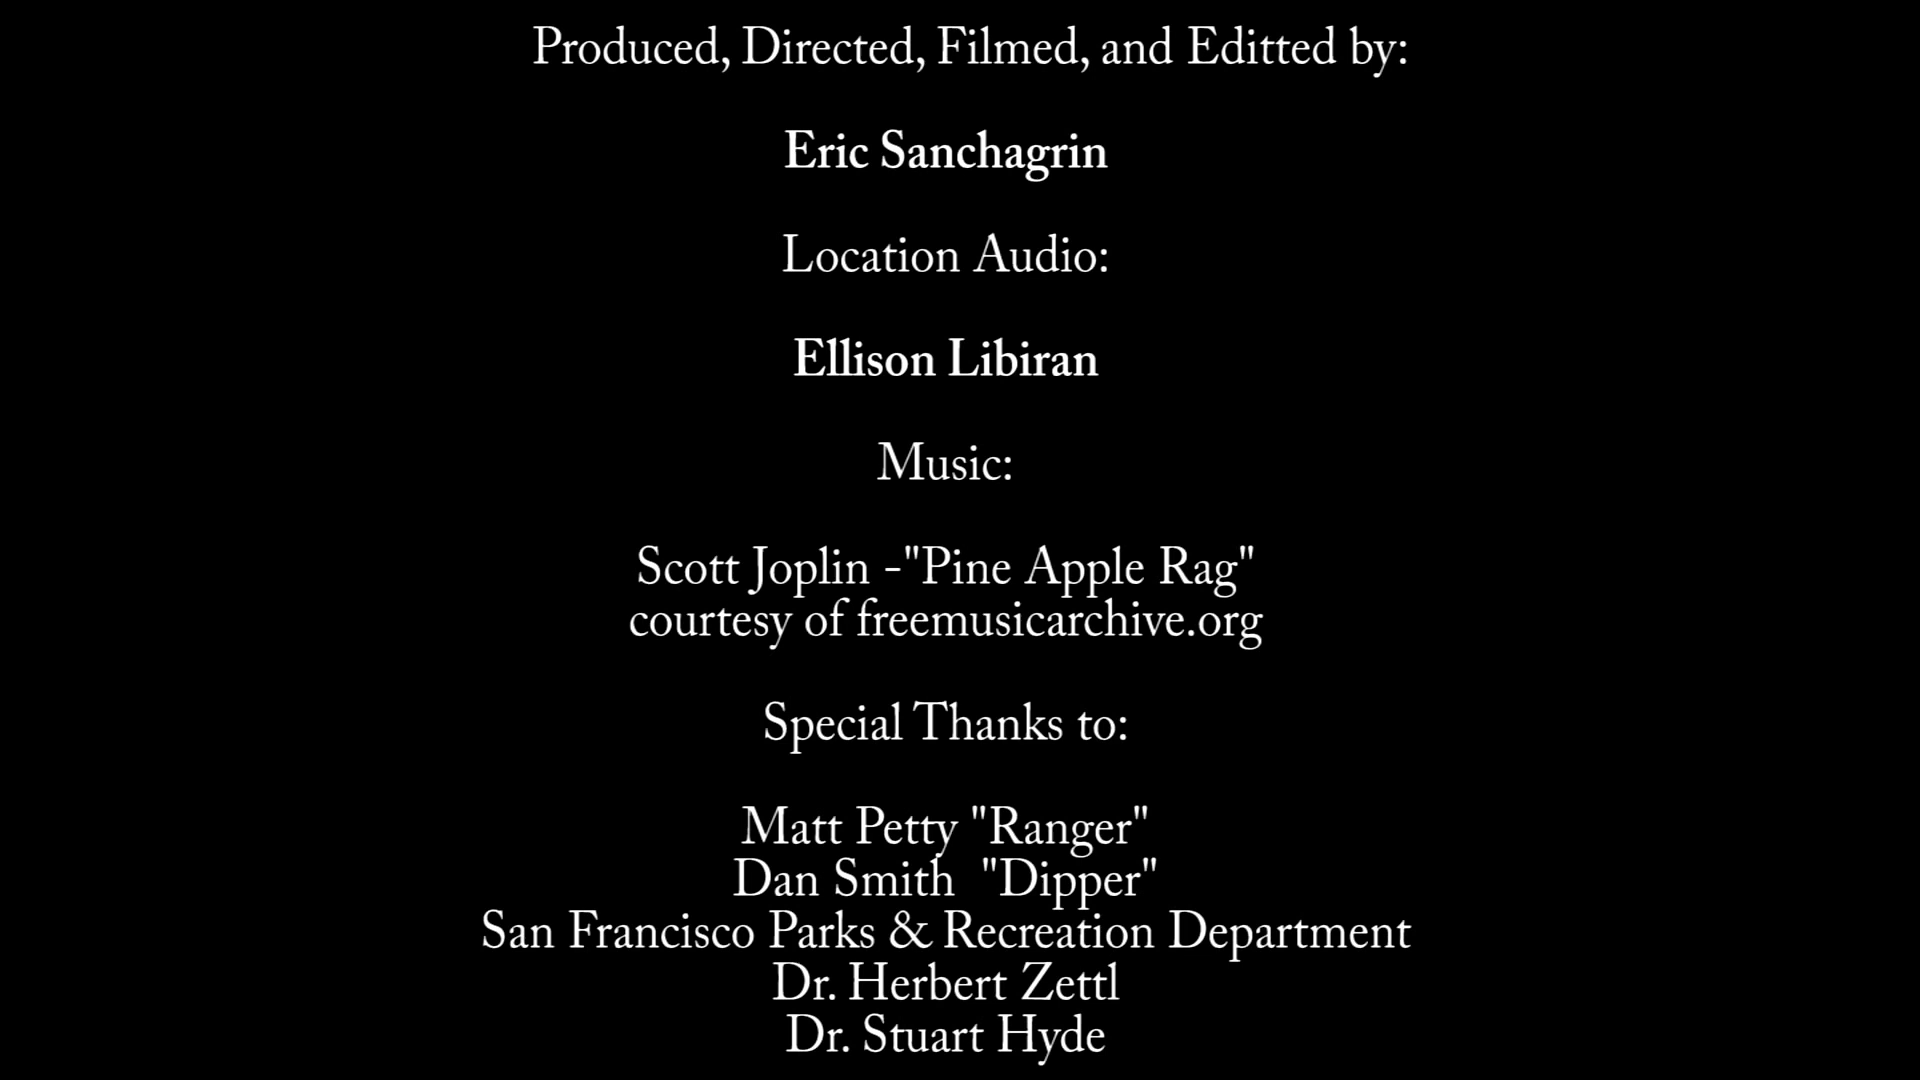 Produced, Directed, Filmed, and Editted by:
Eric Sanchagrin
Location Audio:
Ellison Libiran
Music:
Scott Joplin -"Pine Apple Rag"
courtesy of freemusicarchive.org
Special Thanks to:
Matt Petty "Ranger"
Dan Smith  "Dipper"
San Francisco Parks & Recreation Department
Dr. Herbert Zettl
Dr. Stuart Hyde